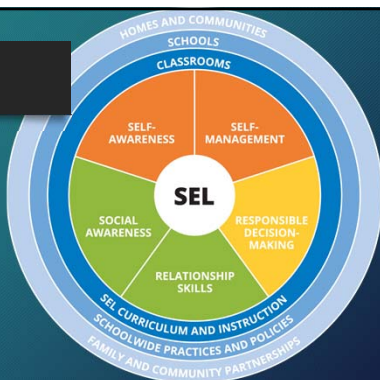 HOMES AND COMMUNITIES
SCHOOLS
CLASSROOMS
SELF-
AWARENESS
SELF-
MANAGEMENT
SEL
SOCIAL
AWARENESS
RESPONSIBLE
DECISION-
MAKING
RELATIONSHIP
SKILLS
SEL CURRICULUM AND INSTRUCTION
SCHOOLWIDE PRACTICES AND POLICIES
FAMILY AND COMMUNITY PARTNERSHIPS